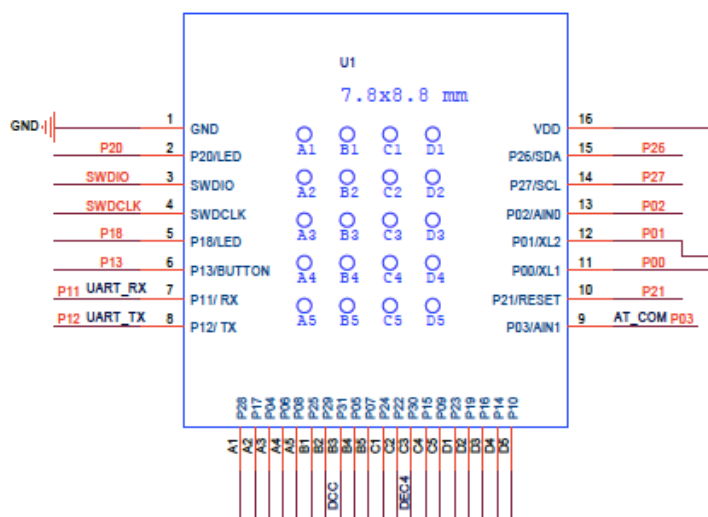 U1
7.8x8.8 mm
GND 1 GND
P20 2 P20/LED
SWDIO 3 SWDIO
SWDCLK 4 SWDCLK
P18 5 P18/LED
P13 6 P13/BUTTON
P11 UART_RX 7 P11/ RX
P12 UART_TX 8 P12/ TX
A1 B1 C1 D1
A2 B2 C2 D2
A3 B3 C3 D3
A4 B4 C4 D4
A5 B5 C5 D5
VDD 16
P26/SDA 15 P26
P27/SCL 14 P27
P02/AIN0 13 P02
P01/XL2 12 P01
P00/XL1 11 P00
P21/RESET 10 P21
P03/AIN1 9 AT_COM P03
P28 P17 P04 P06 P08 P25 P29 P31 P05 P07 P24 P22 P30 P15 P09 P23 P19 P16 P14 P10
A1 A2 A3 A4 A5 B1 B2 B3 B4 B5 C1 C2 C3 C4 C5 D1 D2 D3 D4 D5
DCC DEC4